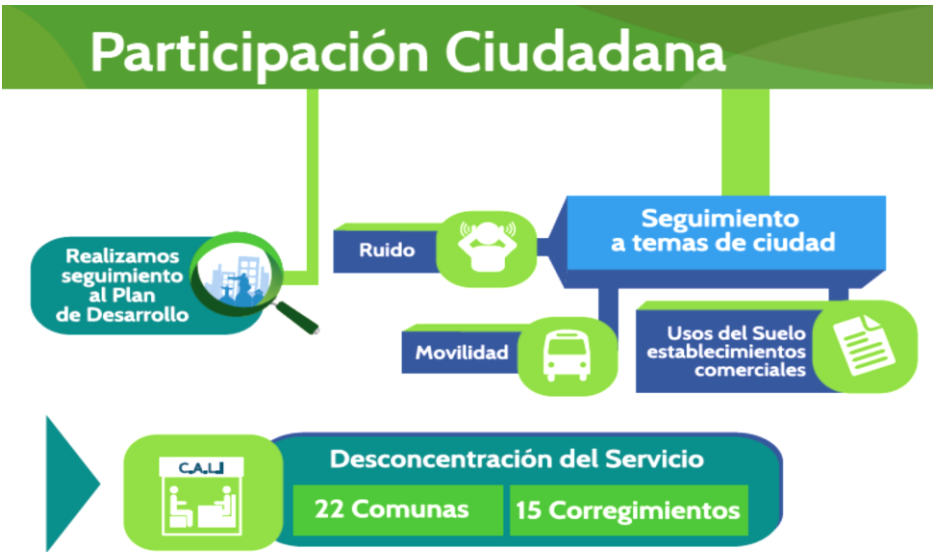 Participación Ciudadana
Realizamos
seguimiento
al Plan
de Desarrollo
Ruido
Seguimiento
a temas de ciudad
Movilidad
Usos del Suelo
establecimientos
comerciales
C.A.L.I
Desconcentración del Servicio
22 Comunas
15 Corregimientos